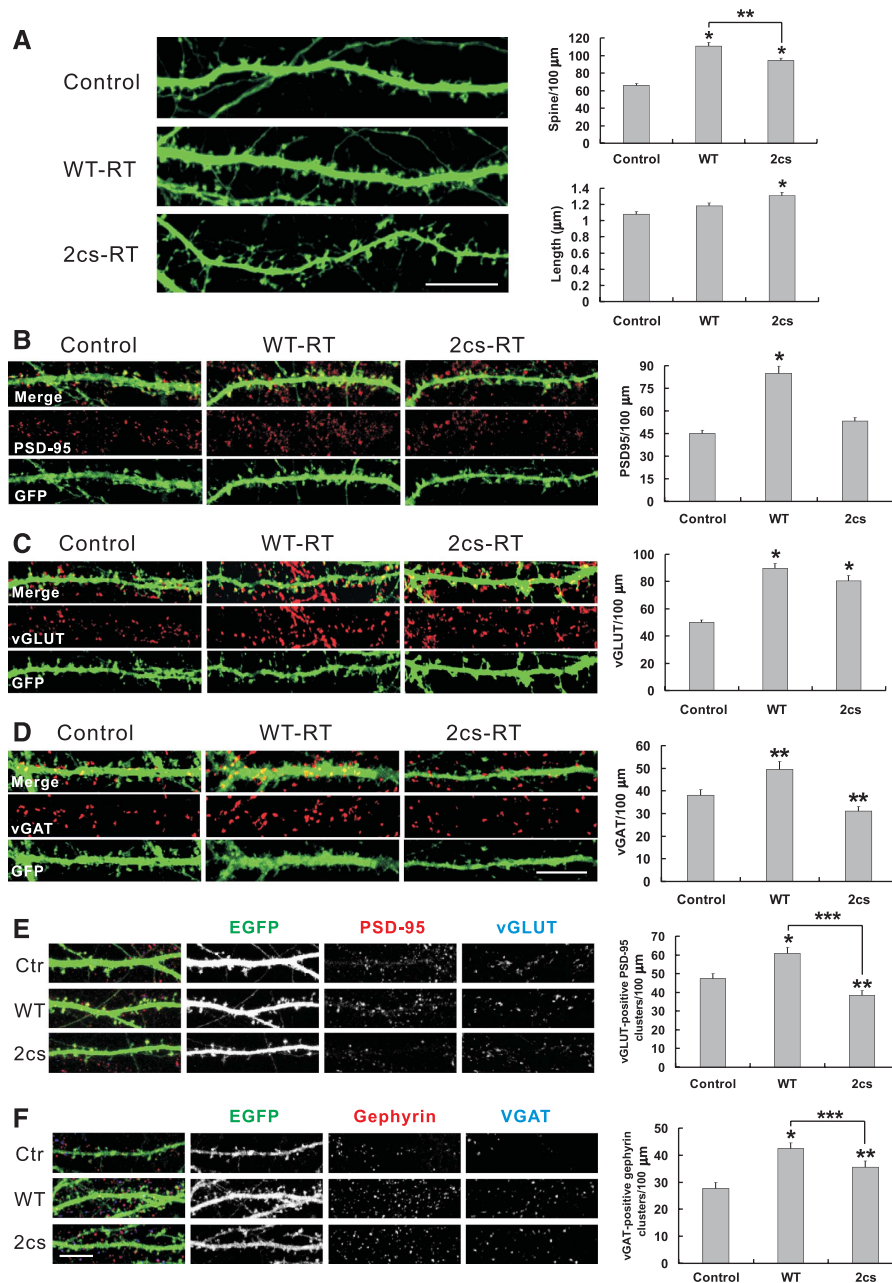 A
Control
WT-RT
2cs-RT
**
*
*
Spine/100 µm
120
100
80
60
40
20
0
Control WT 2cs
*
Length (µm)
1.4
1.2
1
0.8
0.6
0.4
0.2
0
Control WT 2cs
B
Control WT-RT 2cs-RT
Merge
PSD-95
GFP
*
PSD95/100 µm
90
75
60
45
30
15
0
Control WT 2cs
C
Control WT-RT 2cs-RT
Merge
vGLUT
GFP
*
*
vGLUT/100 µm
100
80
60
40
20
0
Control WT 2cs
D
Control WT-RT 2cs-RT
Merge
vGAT
GFP
**
**
vGAT/100 µm
60
50
40
30
20
10
0
Control WT 2cs
E
EGFP PSD-95 vGLUT
Ctr
WT
2cs
***
*
**
vGLUT-positive PSD-95
clusters/100 µm
70
60
50
40
30
20
10
0
Control WT 2cs
F
EGFP Gephyrin VGAT
Ctr
WT
2cs
***
*
**
vGAT-positive gephyrin
clusters/100 µm
50
40
30
20
10
0
Control WT 2cs